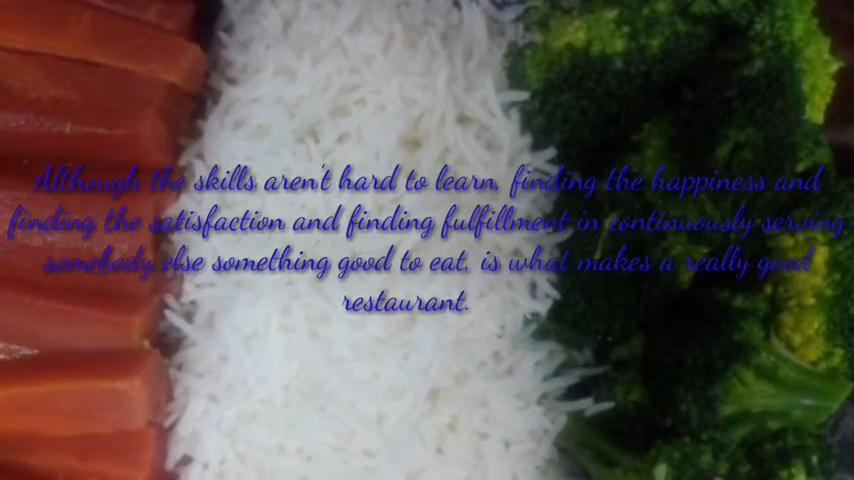 Although the skills aren't hard to learn, finding the happiness and
finding the satisfaction and finding fulfillment in continuously serving
somebody else something good to eat, is what makes a really good
restaurant.